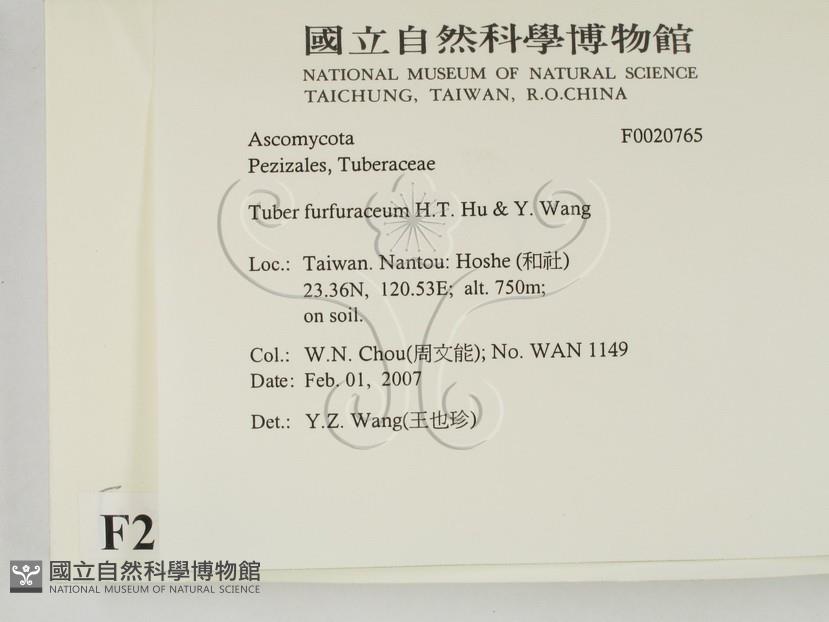 國立自然科學博物館
NATIONAL MUSEUM OF NATURAL SCIENCE
TAICHUNG, TAIWAN, R.O.CHINA
Ascomycota F0020765
Pezizales, Tuberaceae
Tuber furfuraceum H.T. Hu & Y. Wang
Loc.: Taiwan. Nantou: Hoshe (和社)
23.36N, 120.53E; alt. 750m;
on soil.
Col.: W.N. Chou(周文能); No. WAN 1149
Date: Feb. 01, 2007
Det.: Y.Z. Wang(王也珍)
F2
國立自然科學博物館
NATIONAL MUSEUM OF NATURAL SCIENCE